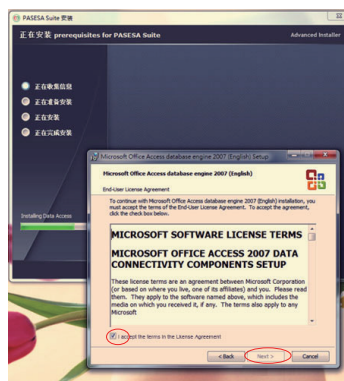 PASESA Suite 安装
正在安装 prerequisites for PASESA Suite
Advanced Installer
正在收集信息
正在准备安装
正在安装
正在完成安装
Installing Data Access
Microsoft Office Access database engine 2007 (English) Setup
Microsoft Office Access database engine 2007 (English)
End-User License Agreement
To continue with Microsoft Office Access database engine 2007 (English) installation, you
must accept the terms of the End-User License Agreement. To accept the agreement,
click the check box below.
MICROSOFT SOFTWARE LICENSE TERMS
MICROSOFT OFFICE ACCESS 2007 DATA
CONNECTIVITY COMPONENTS SETUP
These license terms are an agreement between Microsoft Corporation
(or based on where you live, one of its affiliates) and you. Please read
them. They apply to the software named above, which includes the
media on which you received it, if any. The terms also apply to any
Microsoft
I accept the terms in the License Agreement
< Back
Next >
Cancel